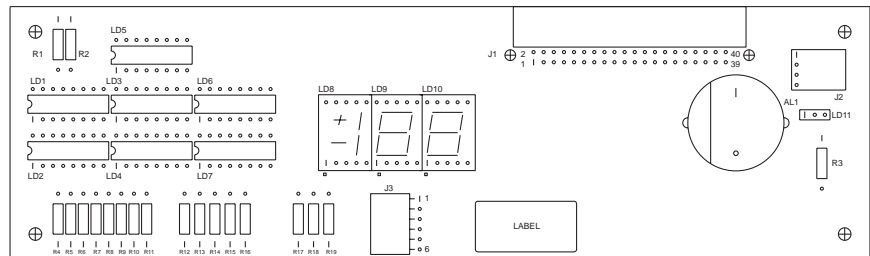 R1
R2
LD5
J1
2
40
1
39
LD1
LD3
LD6
LD8
LD9
LD10
J2
AL1
LD11
LD2
LD4
LD7
R3
J3
1
6
LABEL
R4 R5 R6 R7 R8 R9 R10 R11
R12 R13 R14 R15 R16
R17 R18 R19